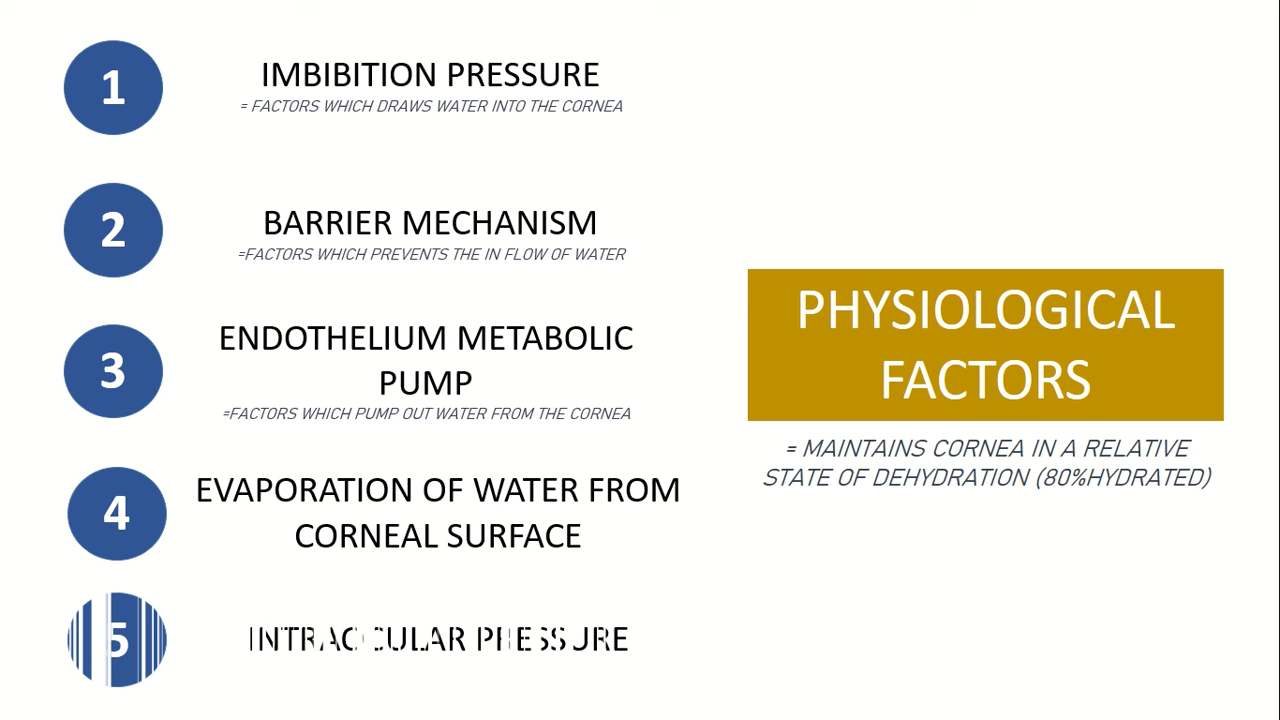 1
IMBIBITION PRESSURE
= FACTORS WHICH DRAWS WATER INTO THE CORNEA
2
BARRIER MECHANISM
=FACTORS WHICH PREVENTS THE IN FLOW OF WATER
3
ENDOTHELIUM METABOLIC
PUMP
=FACTORS WHICH PUMP OUT WATER FROM THE CORNEA
4
EVAPORATION OF WATER FROM
CORNEAL SURFACE
5
INTRAOCULAR PRESSURE
PHYSIOLOGICAL
FACTORS
= MAINTAINS CORNEA IN A RELATIVE
STATE OF DEHYDRATION (80%HYDRATED)